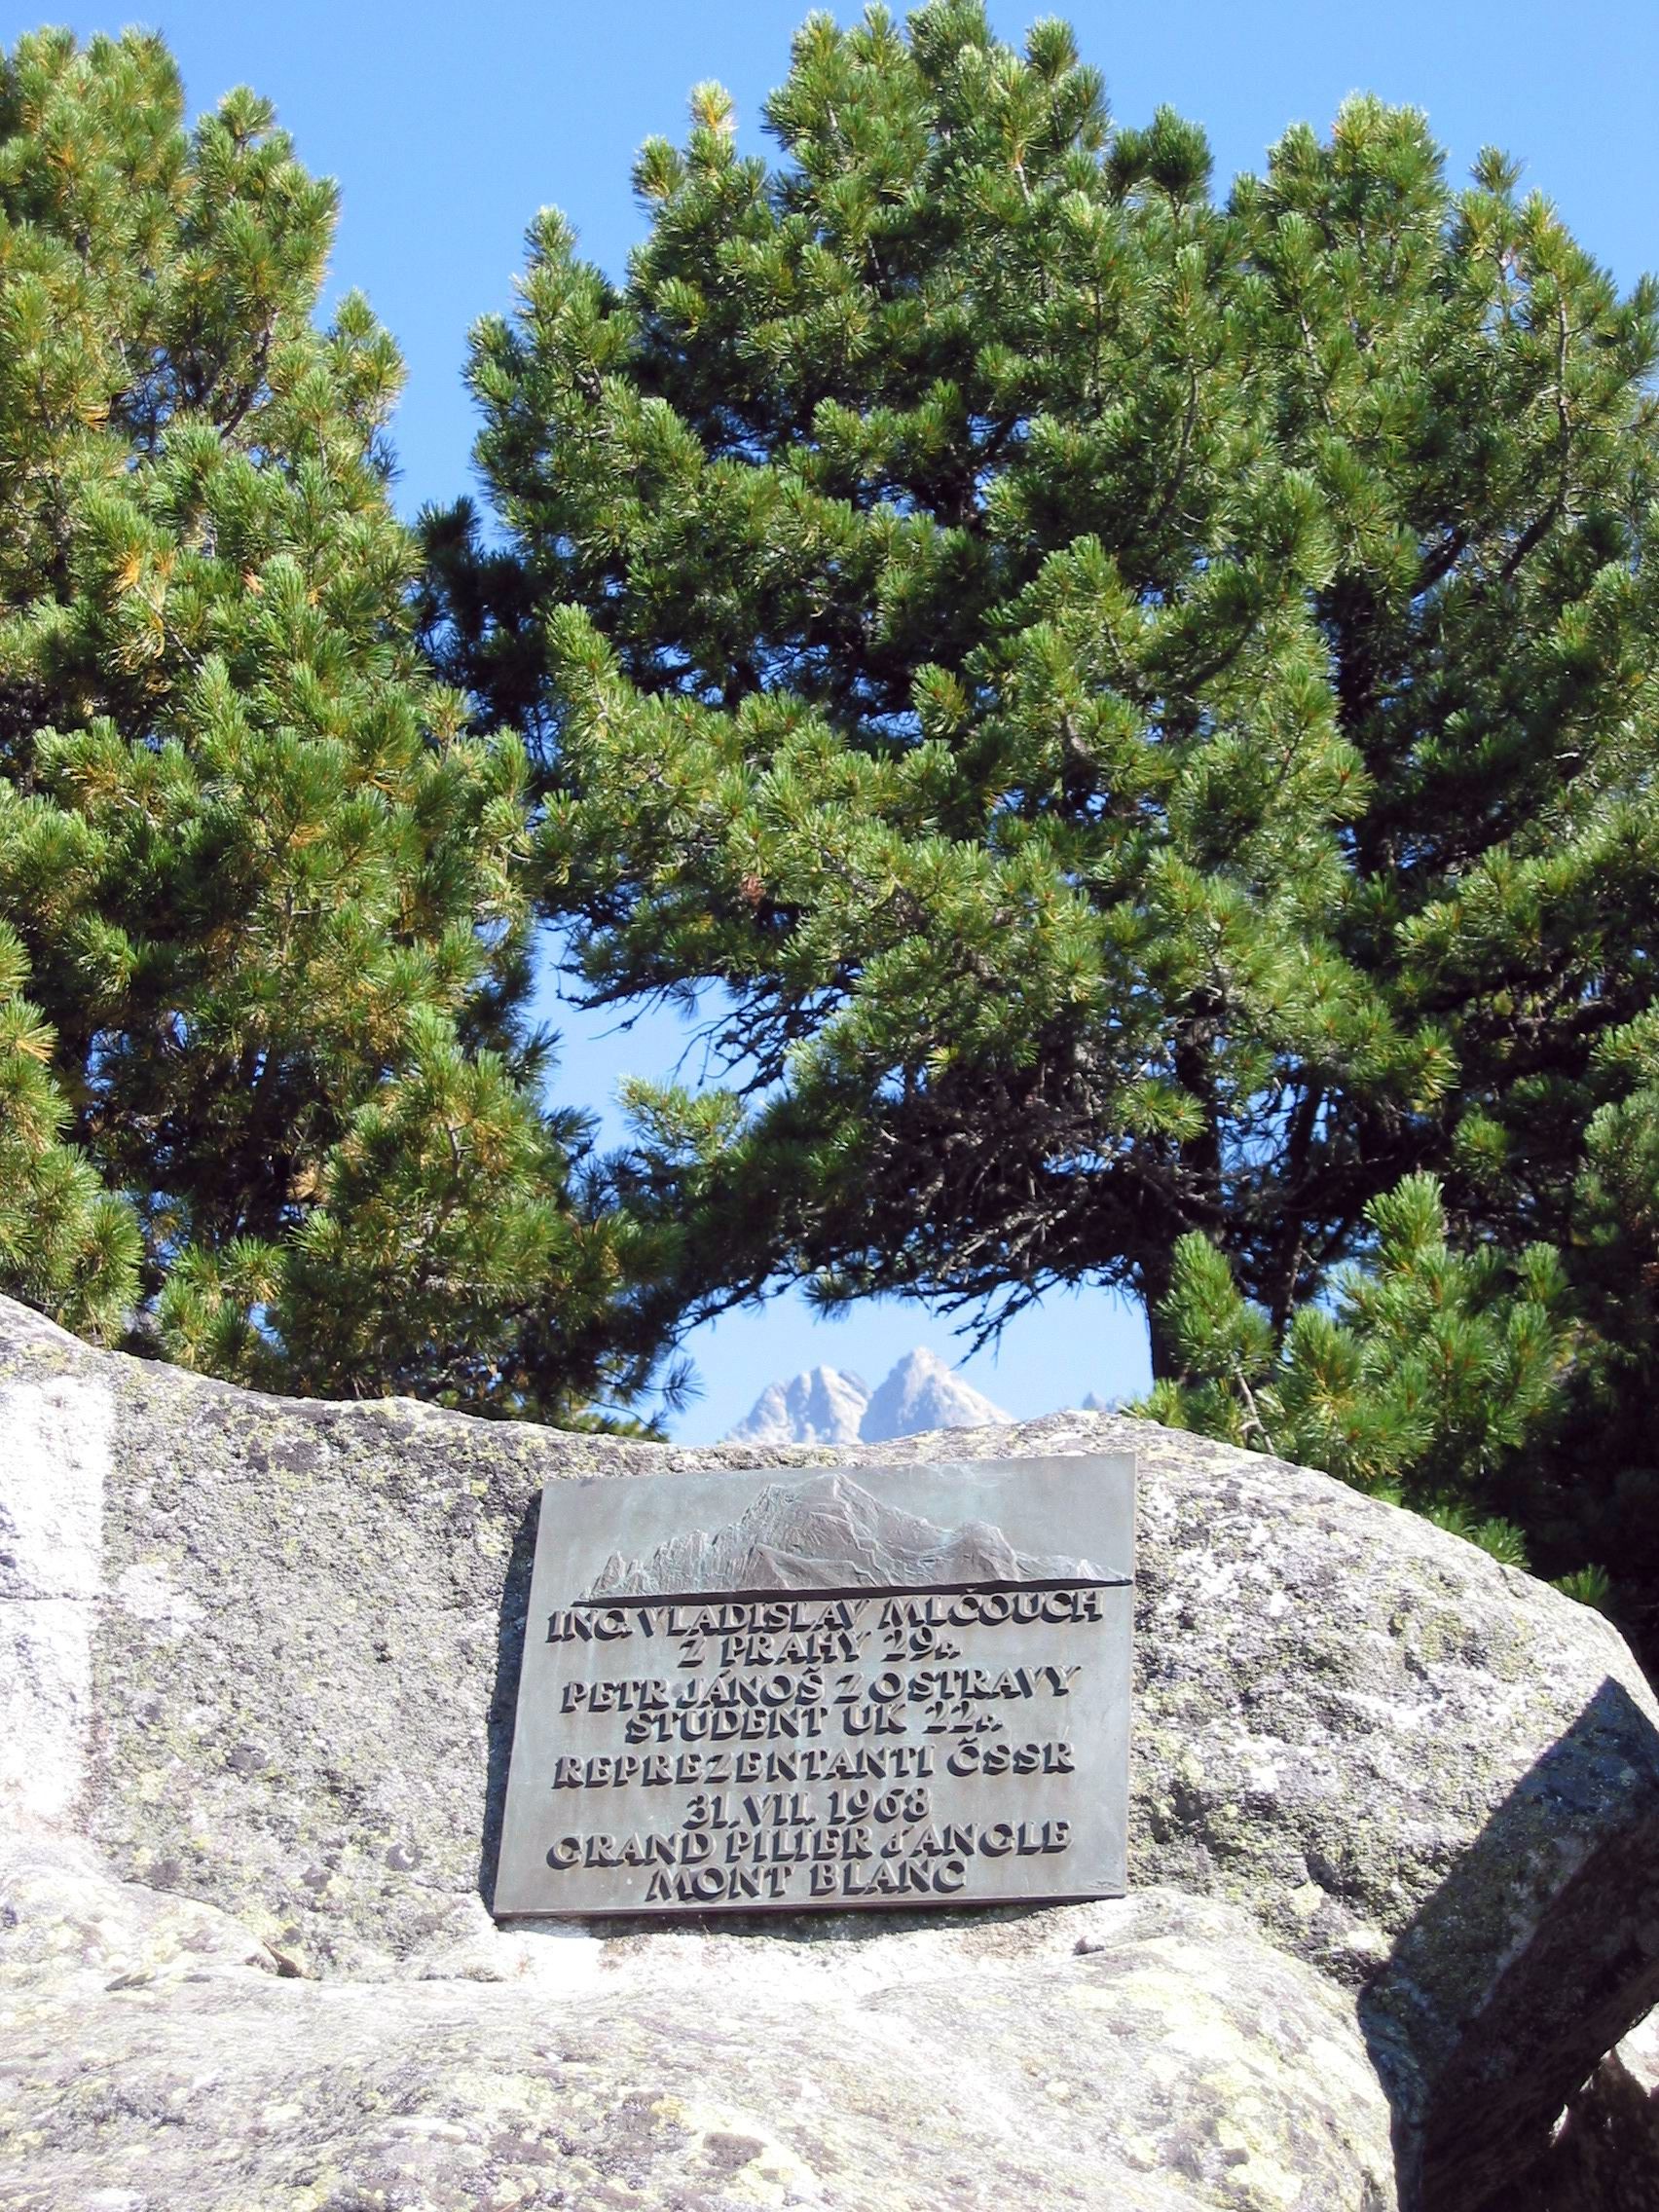 ING. VLADISLAV MLČOUCH
Z PRAHY 29r.
PETR JÁNOŠ Z OSTRAVY
STUDENT UK 22r.
REPREZENTANTI ČSSR
31. VII. 1968
GRAND PILIER d'ANGLE
MONT BLANC